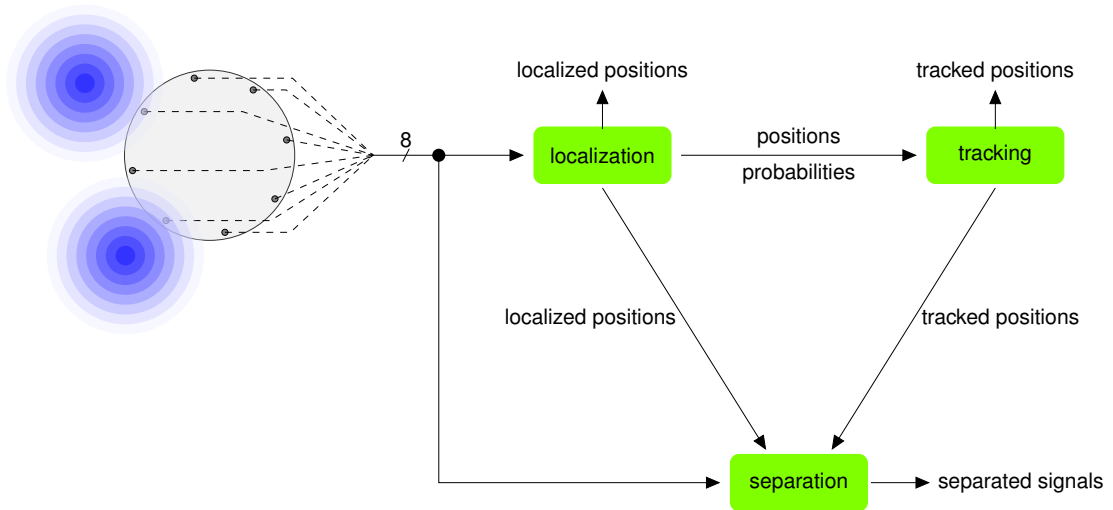 localized positions
tracked positions
8
localization
positions
probabilities
tracking
localized positions
tracked positions
separation
separated signals